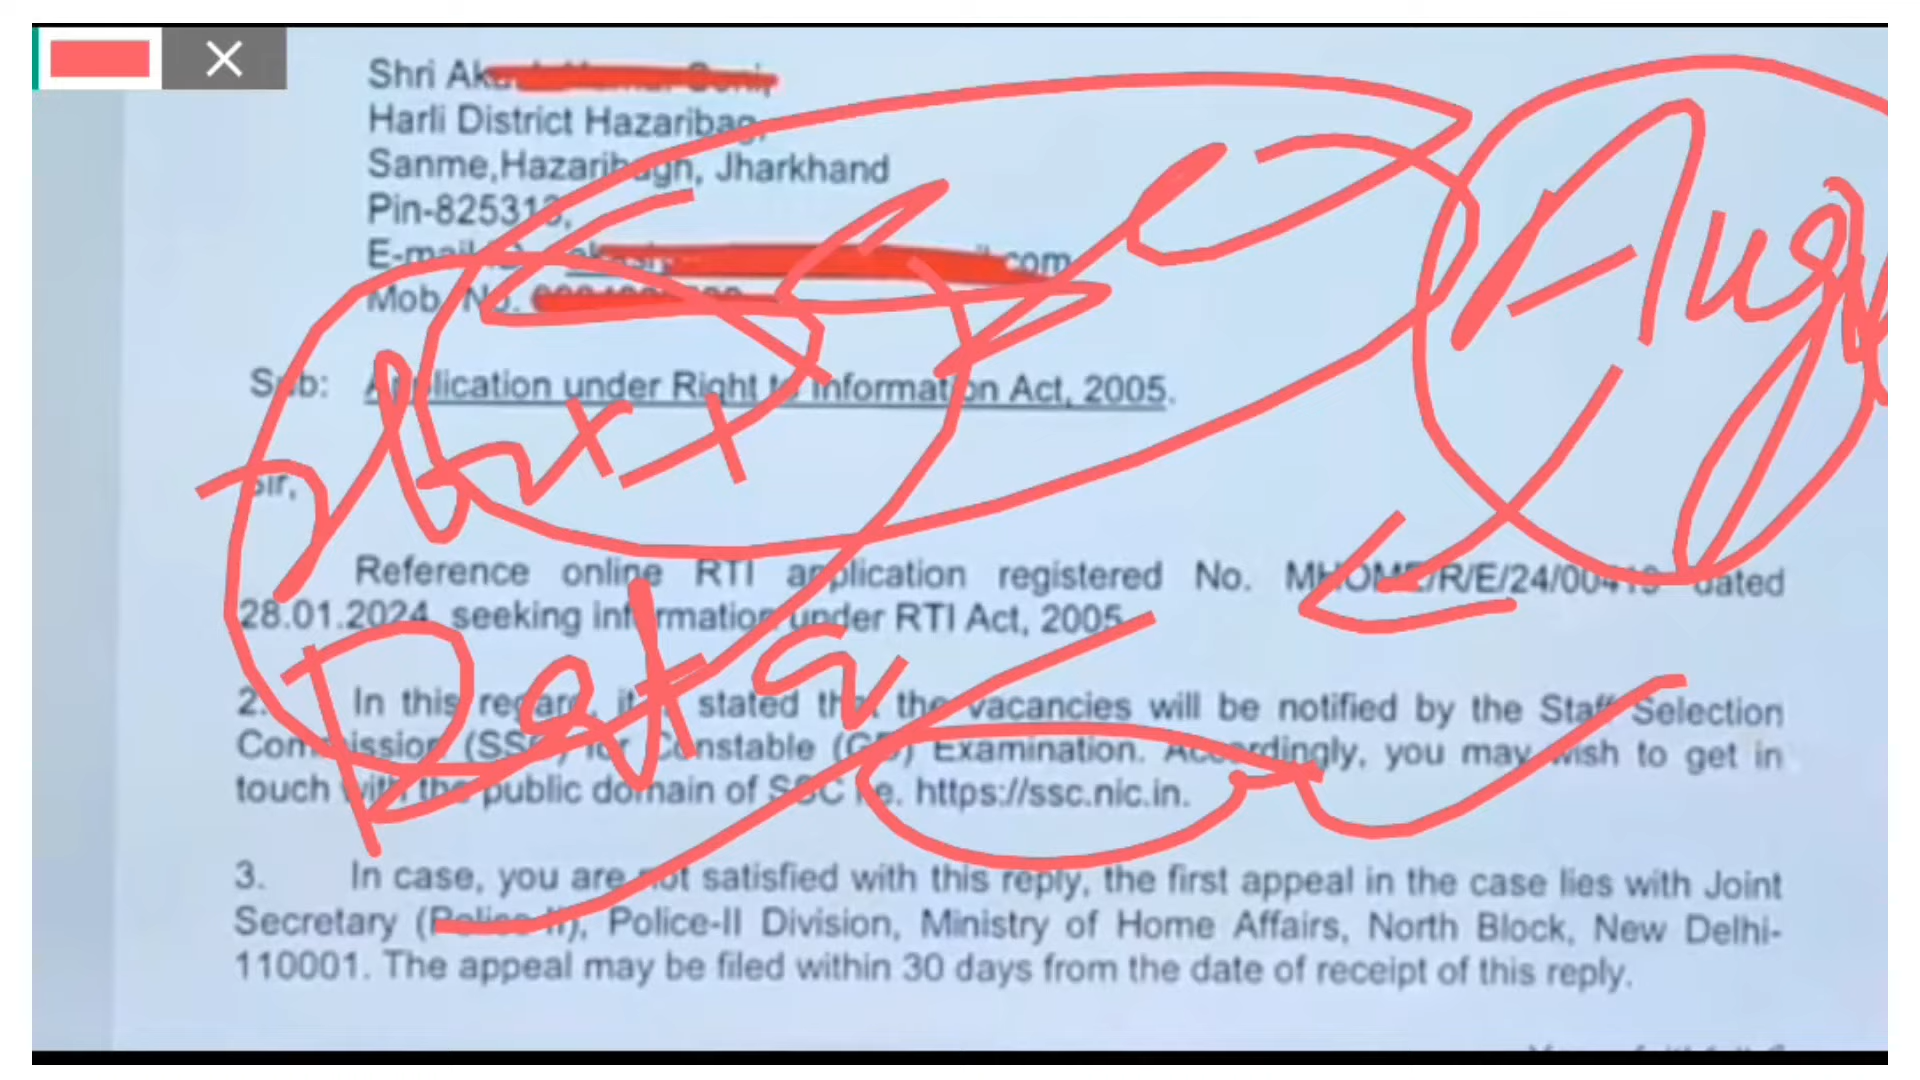 Shri
Harli District Hazaribag,
Sanme,Hazaribagh, Jharkhand
Pin-825313,
com
Mob. No.
Sub: Application under Right to Information Act, 2005.
Sir,
Reference online RTI application registered No. dated
28.01.2024 seeking information under RTI Act, 2005.
2. In this regard, it is stated that the vacancies will be notified by the Staff Selection
Commission (SSC) for Constable (GD) Examination. Accordingly, you may wish to get in
touch with the public domain of SSC i.e. https://ssc.nic.in.
3. In case, you are not satisfied with this reply, the first appeal in the case lies with Joint
Secretary (Police-II), Police-II Division, Ministry of Home Affairs, North Block, New Delhi-
110001. The appeal may be filed within 30 days from the date of receipt of this reply.
Data